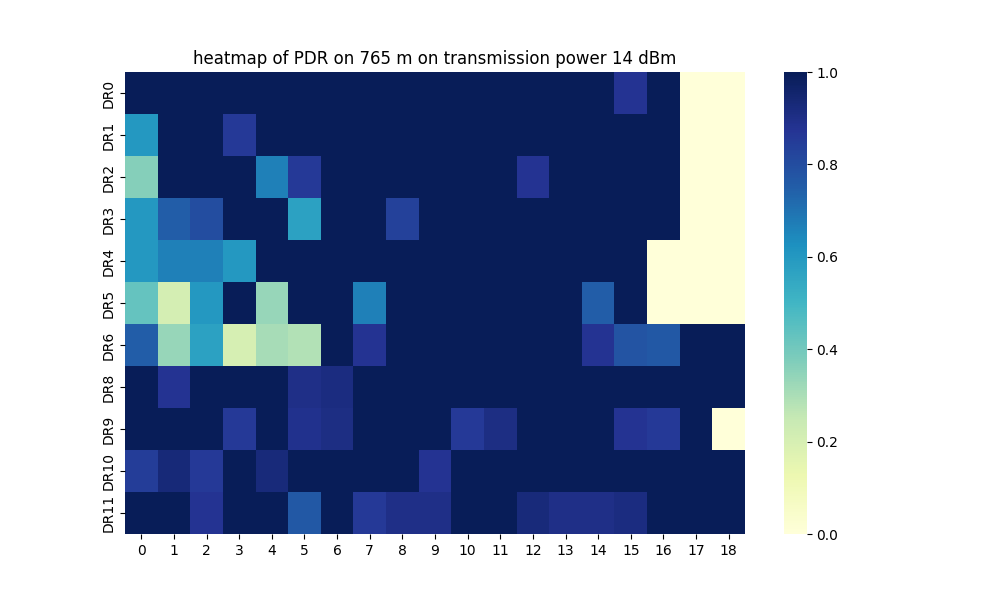 heatmap of PDR on 765 m on transmission power 14 dBm
DR0
DR1
DR2
DR3
DR4
DR5
DR6
DR8
DR9
DR10
DR11
0 1 2 3 4 5 6 7 8 9 10 11 12 13 14 15 16 17 18
1.0
0.8
0.6
0.4
0.2
0.0